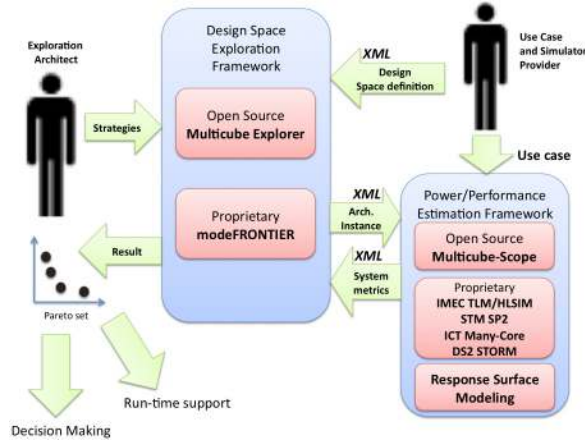 Exploration
Architect
Design Space
Exploration
Framework
XML
Design
Space definition
Use Case
and Simulator
Provider
Strategies
Open Source
Multicube Explorer
Use case
Proprietary
modeFRONTIER
XML
Arch.
Instance
Power/Performance
Estimation Framework
Result
XML
System
metrics
Open Source
Multicube-Scope
Proprietary
IMEC TLM/HLSIM
STM SP2
ICT Many-Core
DS2 STORM
Pareto set
Response Surface
Modeling
Run-time support
Decision Making